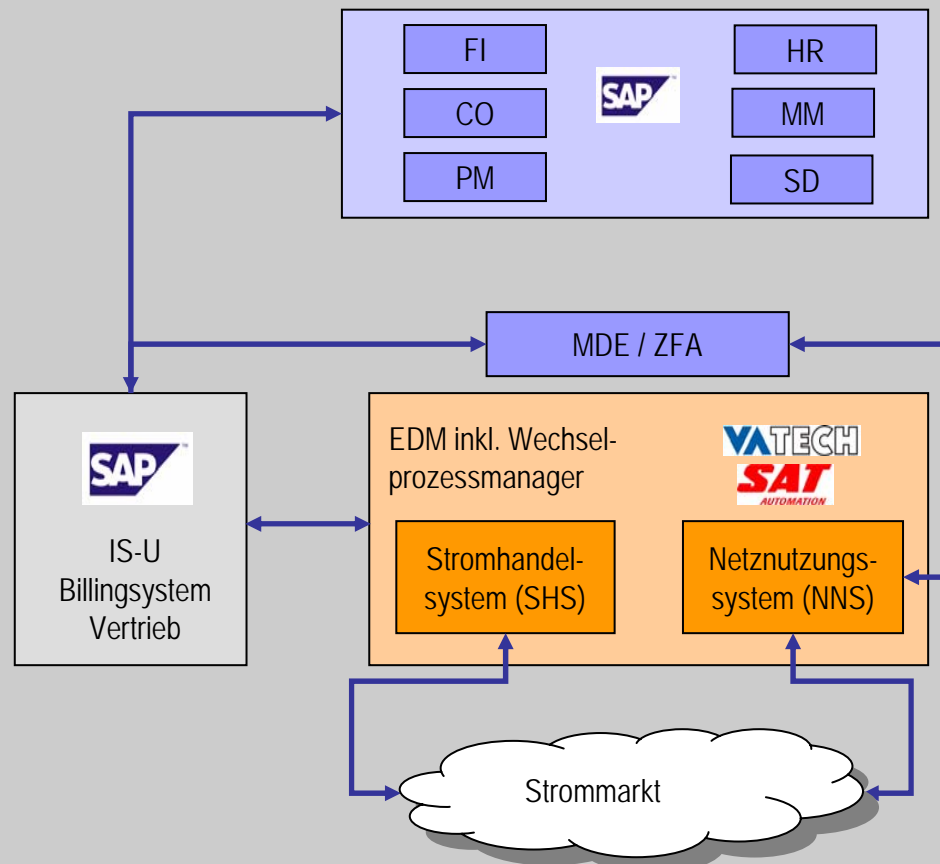 FI
HR
SAP
CO
MM
PM
SD
MDE / ZFA
SAP
IS-U
Billingsystem
Vertrieb
EDM inkl. Wechsel-
prozessmanager
VATECH
SAT
AUTOMATION
Stromhandel-
system (SHS)
Netznutzungs-
system (NNS)
Strommarkt